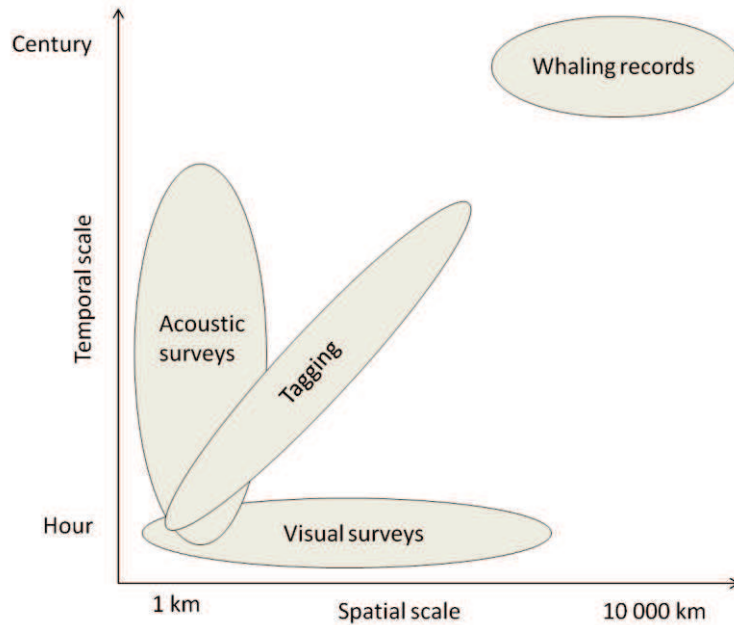 Century
Whaling records
Temporal scale
Acoustic
surveys
Tagging
Hour
Visual surveys
1 km
Spatial scale
10 000 km